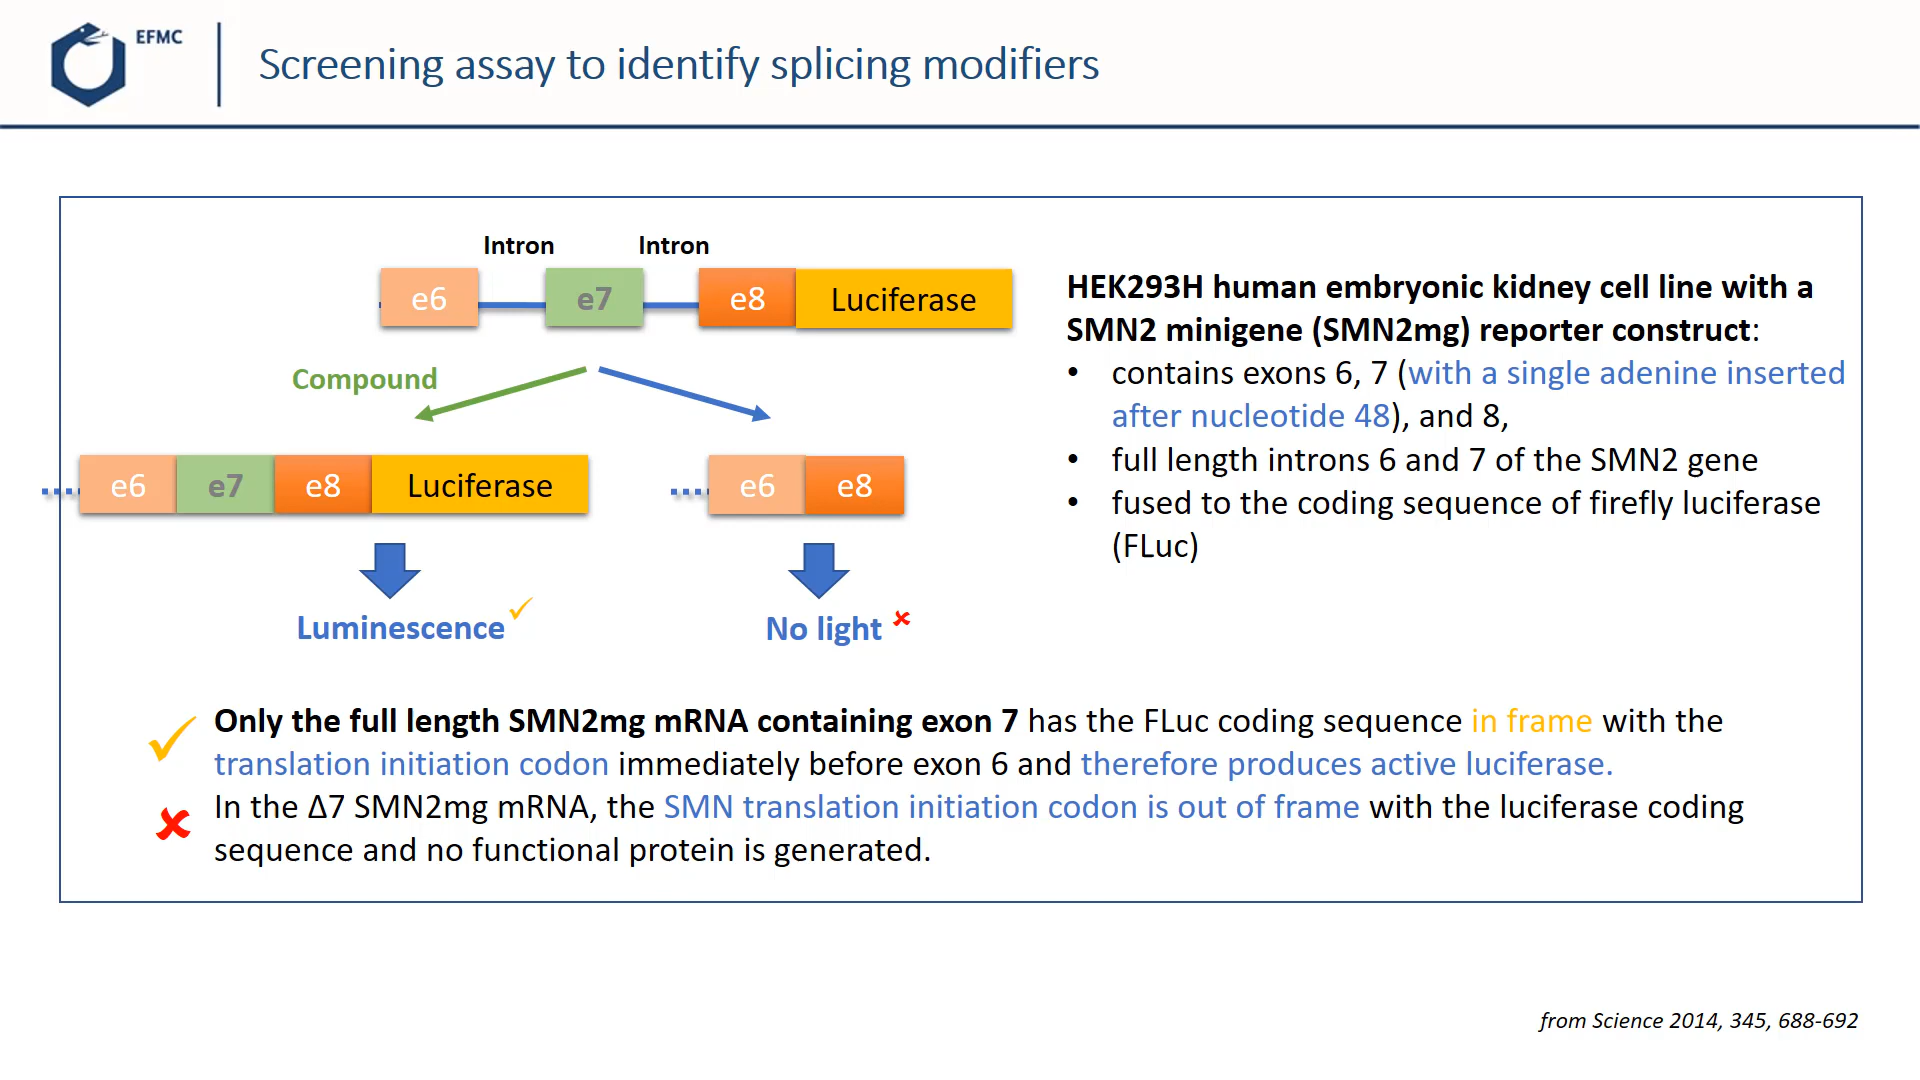 EFMC
Screening assay to identify splicing modifiers
Intron Intron
e6 e7 e8 Luciferase
Compound
e6 e7 e8 Luciferase
e6 e8
Luminescence
No light
HEK293H human embryonic kidney cell line with a
SMN2 minigene (SMN2mg) reporter construct:
• contains exons 6, 7 (with a single adenine inserted
after nucleotide 48), and 8,
• full length introns 6 and 7 of the SMN2 gene
• fused to the coding sequence of firefly luciferase
(FLuc)
Only the full length SMN2mg mRNA containing exon 7 has the FLuc coding sequence in frame with the
translation initiation codon immediately before exon 6 and therefore produces active luciferase.
In the Δ7 SMN2mg mRNA, the SMN translation initiation codon is out of frame with the luciferase coding
sequence and no functional protein is generated.
from Science 2014, 345, 688-692